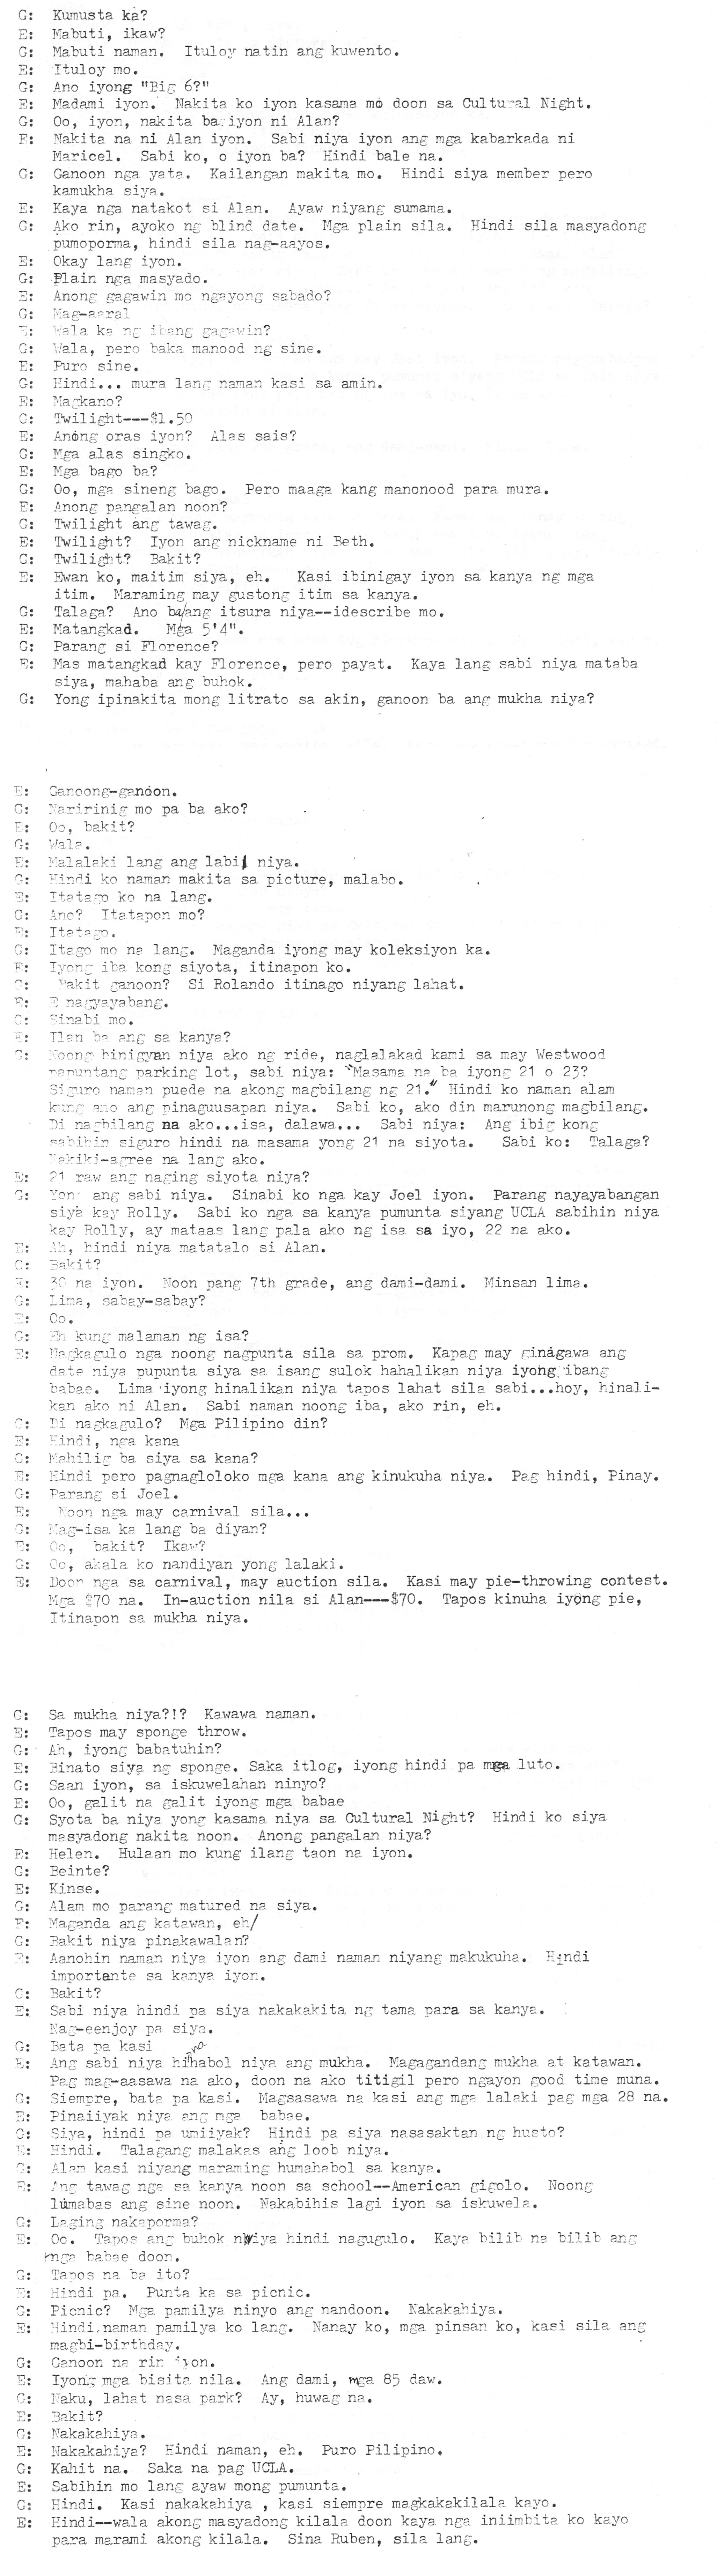 G: Kumusta ka?
E: Mabuti, ikaw?
G: Mabuti naman. Ituloy natin ang kuwento.
E: Ituloy mo.
G: Ano iyong "Big 6?"
E: Madami iyon. Nakita ko iyon kasama mo doon sa Cultural Night.
G: Oo, iyon, nakita ba iyon ni Alan?
E: Nakita na ni Alan iyon. Sabi niya iyon ang mga kabarkada ni
Maricel. Sabi ko, o iyon ba? Hindi bale na.
G: Ganoon nga yata. Kailangan makita mo. Hindi siya member pero
kamukha siya.
E: Kaya nga natakot si Alan. Ayaw niyang sumama.
G: Ako rin, ayoko ng blind date. Mga plain sila. Hindi sila masyadong
pumoporma, hindi sila nag-aayos.
E: Okay lang iyon.
G: Plain nga masyado.
E: Anong gagawin mo ngayong sabado?
G: Mag-aaral
E: Wala ka ng ibang gagawin?
G: Wala, pero baka manood ng sine.
E: Puro sine.
G: Hindi... mura lang naman kasi sa amin.
E: Magkano?
G: Twilight---$1.50
E: Anong oras iyon? Alas sais?
G: Mga alas singko.
E: Mga bago ba?
G: Oo, mga sineng bago. Pero maaga kang manonood para mura.
E: Anong pangalan noon?
G: Twilight ang tawag.
E: Twilight? Iyon ang nickname ni Beth.
G: Twilight? Bakit?
E: Ewan ko, maitim siya, eh. Kasi ibinigay iyon sa kanya ng mga
itim. Maraming may gustong itim sa kanya.
G: Talaga? Ano ba/ang itsura niya--idescribe mo.
E: Matangkad. Mga 5'4".
G: Parang si Florence?
E: Mas matangkad kay Florence, pero payat. Kaya lang sabi niya mataba
siya, mahaba ang buhok.
G: Yong ipinakita mong litrato sa akin, ganoon ba ang mukha niya?
E: Ganoong-ganoon.
G: Naririnig mo pa ba ako?
E: Oo, bakit?
G: Wala.
E: Malalaki lang ang labi niya.
G: Hindi ko naman makita sa picture, malabo.
E: Itatago ko na lang.
G: Ano? Itatapon mo?
E: Itatago.
G: Itago mo na lang. Maganda iyong may koleksiyon ka.
E: Iyong iba kong siyota, itinapon ko.
G: Bakit ganoon? Si Rolando itinago niyang lahat.
E: E nagyayabang.
G: Sinabi mo.
E: Ilan ba ang sa kanya?
G: Noong binigyan niya ako ng ride, naglalakad kami sa may Westwood
papuntang parking lot, sabi niya: "Masama na ba iyong 21 o 23?
Siguro naman puede na akong magbilang ng 21." Hindi ko naman alam
kung ano ang pinaguusapan niya. Sabi ko, ako din marunong magbilang.
Di nagbilang na ako...isa, dalawa... Sabi niya: Ang ibig kong
sabihin siguro hindi na masama yong 21 na siyota. Sabi ko: Talaga?
Nakiki-agree na lang ako.
E: 21 raw ang naging siyota niya?
G: Yon ang sabi niya. Sinabi ko nga kay Joel iyon. Parang nayayabangan
siya kay Rolly. Sabi ko nga sa kanya pumunta siyang UCLA sabihin niya
kay Rolly, ay mataas lang pala ako ng isa sa iyo, 22 na ako.
E: Ah, hindi niya matatalo si Alan.
G: Bakit?
E: 30 na iyon. Noon pang 7th grade, ang dami-dami. Minsan lima.
G: Lima, sabay-sabay?
E: Oo.
G: Eh kung malaman ng isa?
E: Nagkagulo nga noong nagpunta sila sa prom. Kapag may ginagawa ang
date niya pupunta siya sa isang sulok hahalikan niya iyong ibang
babae. Lima iyong hinalikan niya tapos lahat sila sabi...hoy, hinali-
kan ako ni Alan. Sabi naman noong iba, ako rin, eh.
G: Di nagkagulo? Mga Pilipino din?
E: Hindi, nga kana
G: Mahilig ba siya sa kana?
E: Hindi pero pagnagloloko mga kana ang kinukuha niya. Pag hindi, Pinay.
G: Parang si Joel.
E: Noon nga may carnival sila...
G: Mag-isa ka lang ba diyan?
E: Oo, bakit? Ikaw?
G: Oo, akala ko nandiyan yong lalaki.
E: Doon nga sa carnival, may auction sila. Kasi may pie-throwing contest.
Mga $70 na. In-auction nila si Alan---$70. Tapos kinuha iyong pie,
Itinapon sa mukha niya.
G: Sa mukha niya?!? Kawawa naman.
E: Tapos may sponge throw.
G: Ah, iyong babatuhin?
E: Binato siya ng sponge. Saka itlog, iyong hindi pa mga luto.
G: Saan iyon, sa iskuwelahan ninyo?
E: Oo, galit na galit iyong mga babae
G: Syota ba niya yong kasama niya sa Cultural Night? Hindi ko siya
masyadong nakita noon. Anong pangalan niya?
E: Helen. Hulaan mo kung ilang taon na iyon.
G: Beinte?
E: Kinse.
G: Alam mo parang matured na siya.
E: Maganda ang katawan, eh/
G: Bakit niya pinakawalan?
E: Aanohin naman niya iyon ang dami naman niyang makukuha. Hindi
importante sa kanya iyon.
G: Bakit?
E: Sabi niya hindi pa siya nakakakita ng tama para sa kanya.
Nag-eenjoy pa siya.
G: Bata pa kasi
E: Ang sabi niya hinahabol niya ang mukha. Magagandang mukha at katawan.
Pag mag-aasawa na ako, doon na ako titigil pero ngayon good time muna.
G: Siempre, bata pa kasi. Magsasawa na kasi ang mga lalaki pag mga 28 na.
E: Pinaiiyak niya ang mga babae.
G: Siya, hindi pa umiiyak? Hindi pa siya nasasaktan ng husto?
E: Hindi. Talagang malakas ang loob niya.
G: Alam kasi niyang maraming humahabol sa kanya.
E: Ang tawag nga sa kanya noon sa school--American gigolo. Noong
lumabas ang sine noon. Nakabihis lagi iyon sa iskuwela.
G: Laging nakaporma?
E: Oo. Tapos ang buhok niya hindi nagugulo. Kaya bilib na bilib ang
mga babae doon.
G: Tapos na ba ito?
E: Hindi pa. Punta ka sa picnic.
G: Picnic? Mga pamilya ninyo ang nandoon. Nakakahiya.
E: Hindi naman pamilya ko lang. Nanay ko, mga pinsan ko, kasi sila ang
magbi-birthday.
G: Ganoon na rin iyon.
E: Iyong mga bisita nila. Ang dami, mga 85 daw.
G: Naku, lahat nasa park? Ay, huwag na.
E: Bakit?
G: Nakakahiya.
E: Nakakahiya? Hindi naman, eh. Puro Pilipino.
G: Kahit na. Saka na pag UCLA.
E: Sabihin mo lang ayaw mong pumunta.
G: Hindi. Kasi nakakahiya , kasi siempre magkakakilala kayo.
E: Hindi--wala akong masyadong kilala doon kaya nga iniimbita ko kayo
para marami akong kilala. Sina Ruben, sila lang.